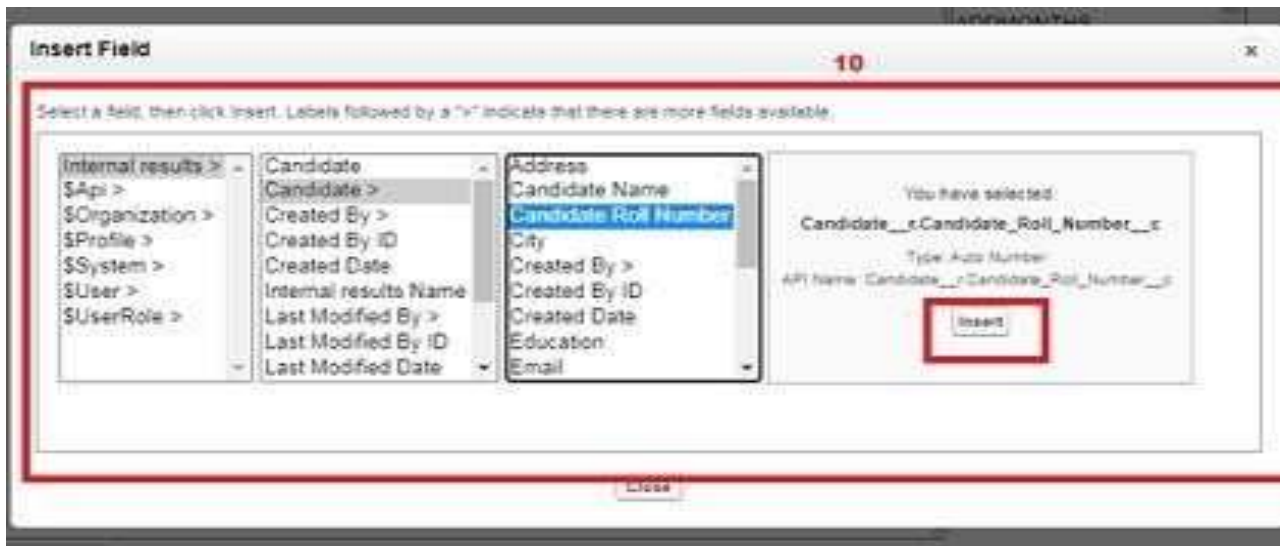 ADDMONTHS
Insert Field
x
10
Select a field, then click Insert. Labels followed by a ">" indicate that there are more fields available.
Internal results >
$Api >
$Organization >
$Profile >
$System >
$User >
$UserRole >
Candidate
Candidate >
Created By >
Created By ID
Created Date
Internal results Name
Last Modified By >
Last Modified By ID
Last Modified Date
Address
Candidate Name
Candidate Roll Number
City
Created By >
Created By ID
Created Date
Education
Email
You have selected:
Candidate__r.Candidate_Roll_Number__c
Type: Auto Number
API Name: Candidate__r.Candidate_Roll_Number__c
Insert
Close